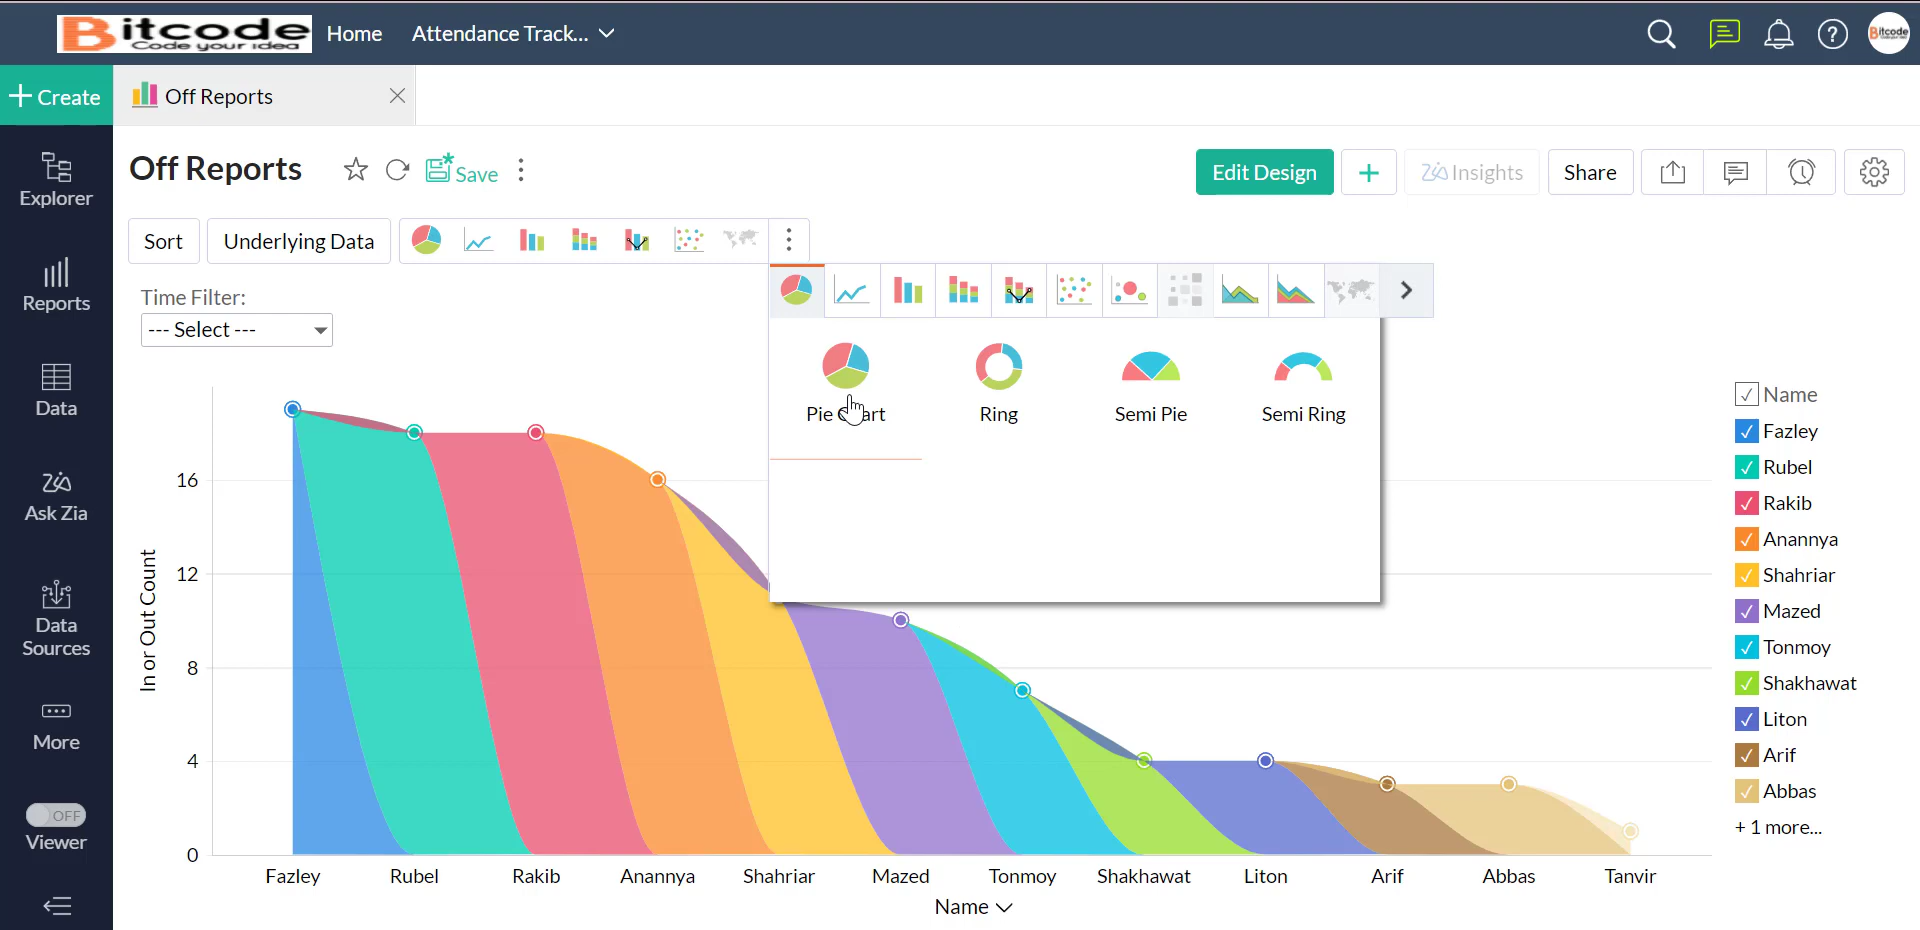 Bitcode
Code your idea
Home
Attendance Track...
Bitcode
Create
Off Reports
Explorer
Reports
Data
Ask Zia
Data
Sources
More
OFF
Viewer
Off Reports
Save
Edit Design
Insights
Share
Sort
Underlying Data
Time Filter:
--- Select ---
Pie Chart
Ring
Semi Pie
Semi Ring
In or Out Count
16
12
8
4
0
Fazley
Rubel
Rakib
Anannya
Shahriar
Mazed
Tonmoy
Shakhawat
Liton
Arif
Abbas
Tanvir
Name
Name
Fazley
Rubel
Rakib
Anannya
Shahriar
Mazed
Tonmoy
Shakhawat
Liton
Arif
Abbas
+ 1 more...